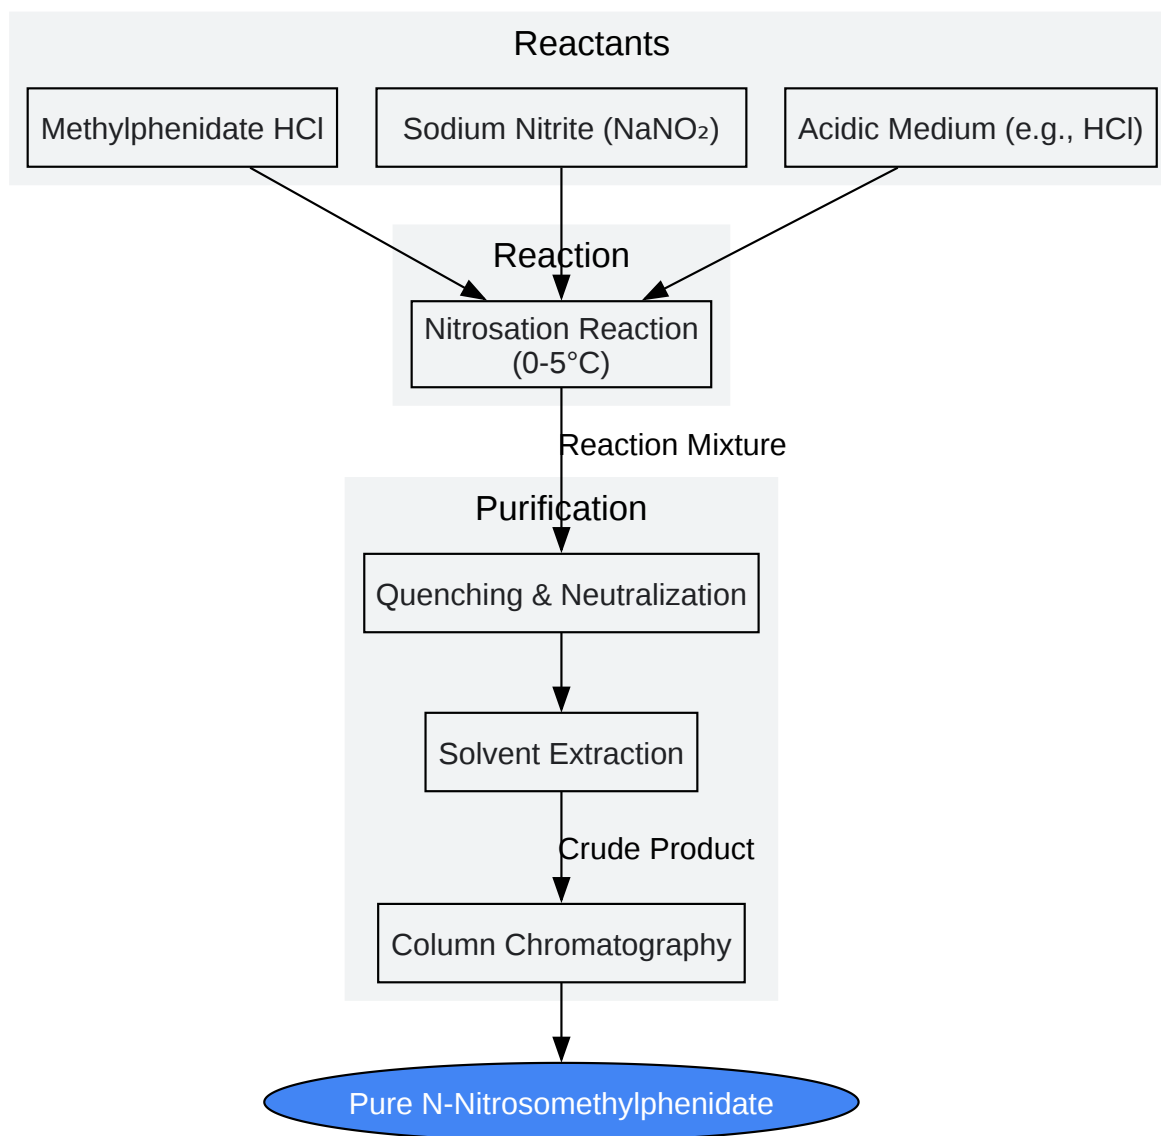 Reactants
Methylphenidate HCl
Sodium Nitrite (NaNO₂)
Acidic Medium (e.g., HCl)
Reaction
Nitrosation Reaction
(0-5°C)
Reaction Mixture
Purification
Quenching & Neutralization
Solvent Extraction
Crude Product
Column Chromatography
Pure N-Nitrosomethylphenidate